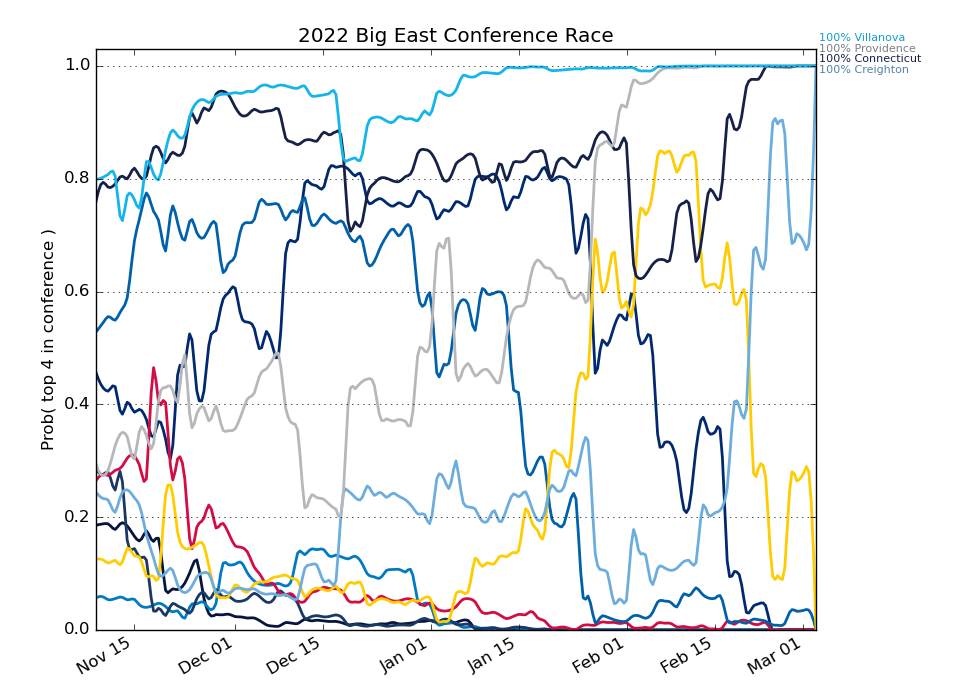 2022 Big East Conference Race
100% Villanova
100% Providence
100% Connecticut
100% Creighton
1.0
0.8
0.6
0.4
0.2
0.0
Prob( top 4 in conference )
Nov 15
Dec 01
Dec 15
Jan 01
Jan 15
Feb 01
Feb 15
Mar 01